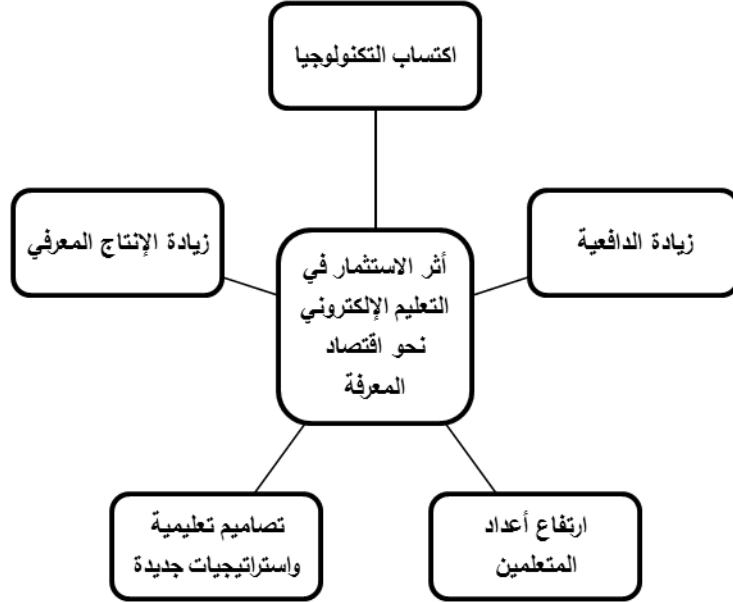 اكتساب التكنولوجيا
زيادة الدافعية
زيادة الإنتاج المعرفي
أثر الاستثمار في
التعليم الإلكتروني
نحو اقتصاد
المعرفة
ارتفاع أعداد
المتعلمين
تصاميم تعليمية
واستراتيجيات جديدة